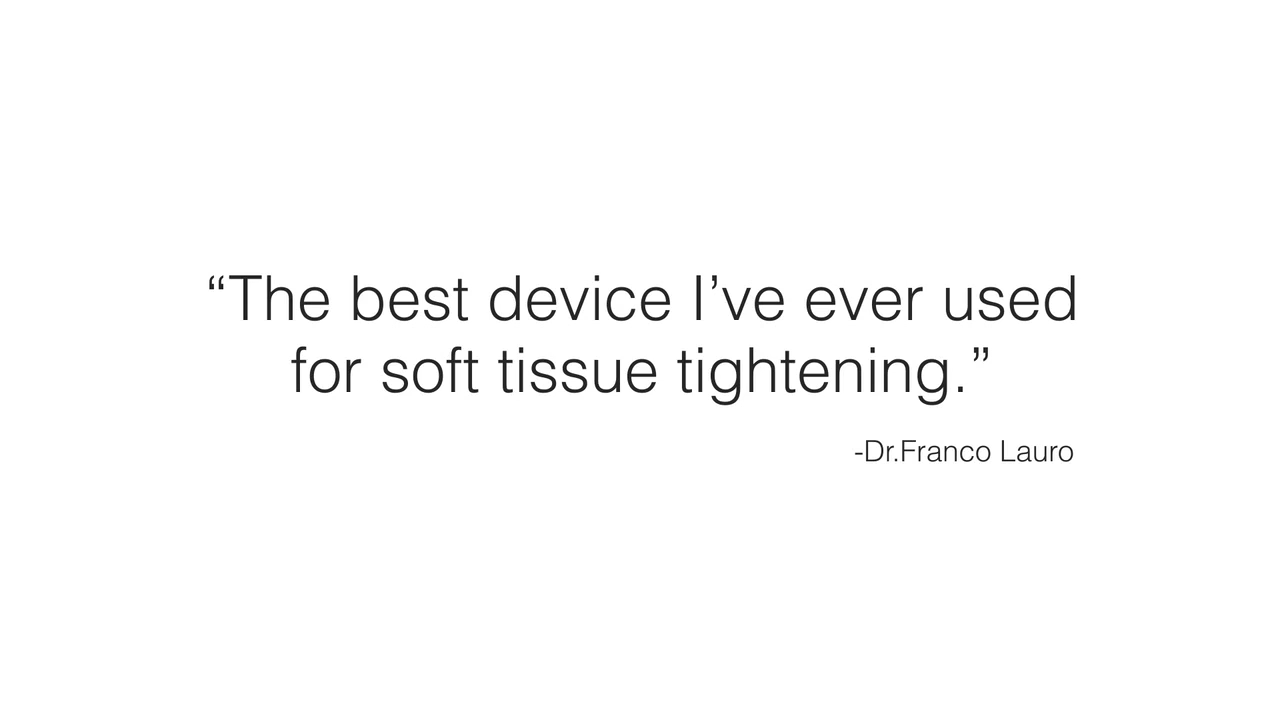 “The best device I’ve ever used
for soft tissue tightening.”
-Dr.Franco Lauro